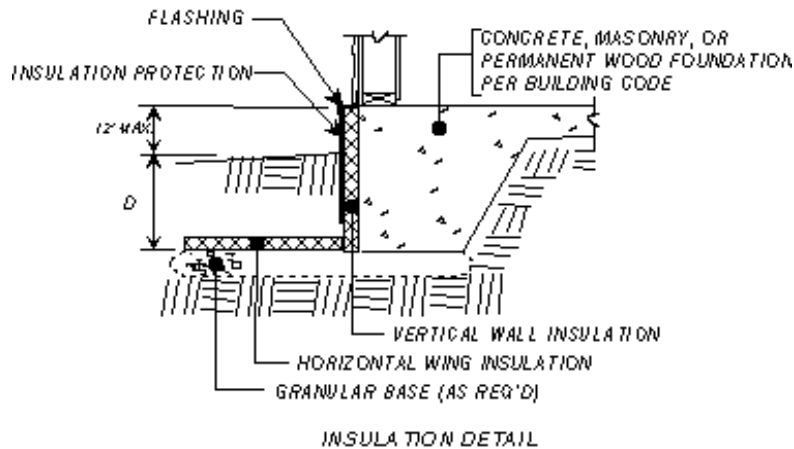 FLASHING
INSULATION PROTECTION
CONCRETE, MASONRY, OR
PERMANENT WOOD FOUNDATION
PER BUILDING CODE
12" MAX.
D
VERTICAL WALL INSULATION
HORIZONTAL WING INSULATION
GRANULAR BASE (AS REQ'D)
INSULATION DETAIL